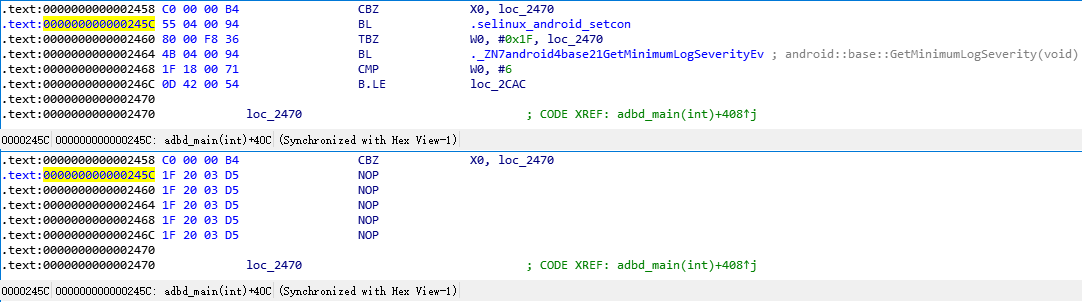 .text:0000000000002458 C0 00 00 B4 CBZ X0, loc_2470
.text:000000000000245C 55 04 00 94 BL .selinux_android_setcon
.text:0000000000002460 80 00 F8 36 TBZ W0, #0x1F, loc_2470
.text:0000000000002464 4B 04 00 94 BL ._ZN7android4base21GetMinimumLogSeverityEv ; android::base::GetMinimumLogSeverity(void)
.text:0000000000002468 1F 18 00 71 CMP W0, #6
.text:000000000000246C 0D 42 00 54 B.LE loc_2CAC
.text:0000000000002470
.text:0000000000002470 loc_2470 ; CODE XREF: adbd_main(int)+408↑j
0000245C 000000000000245C: adbd_main(int)+40C (Synchronized with Hex View-1)
.text:0000000000002458 C0 00 00 B4 CBZ X0, loc_2470
.text:000000000000245C 1F 20 03 D5 NOP
.text:0000000000002460 1F 20 03 D5 NOP
.text:0000000000002464 1F 20 03 D5 NOP
.text:0000000000002468 1F 20 03 D5 NOP
.text:000000000000246C 1F 20 03 D5 NOP
.text:0000000000002470
.text:0000000000002470 loc_2470 ; CODE XREF: adbd_main(int)+408↑j
0000245C 000000000000245C: adbd_main(int)+40C (Synchronized with Hex View-1)